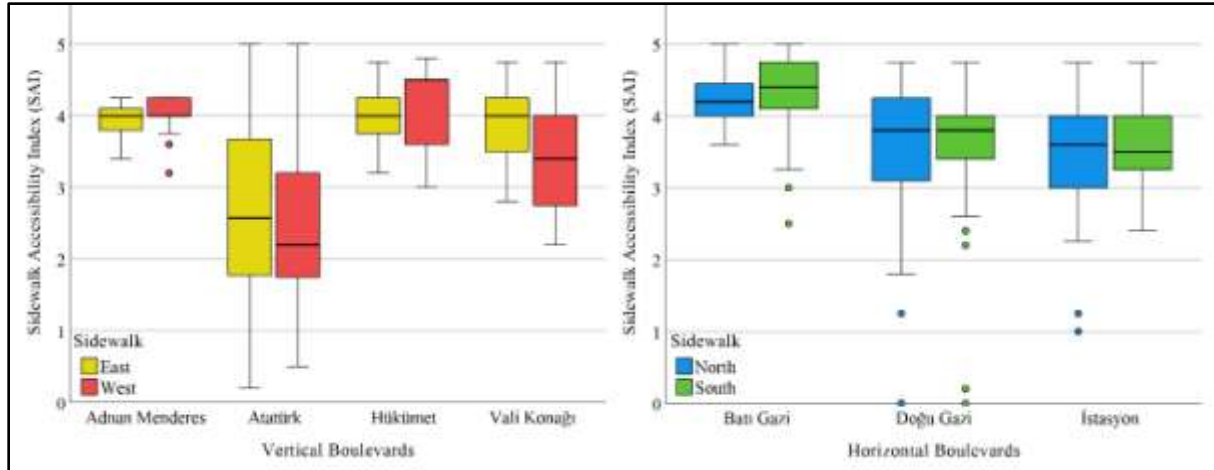 Sidewalk Accessibility Index (SAI)
5
4
3
2
1
0
Sidewalk
East
West
Adnan Menderes
Atatürk
Hükümet
Vali Konağı
Vertical Boulevards
Sidewalk Accessibility Index (SAI)
5
4
3
2
1
0
Sidewalk
North
South
Batı Gazi
Doğu Gazi
İstasyon
Horizontal Boulevards